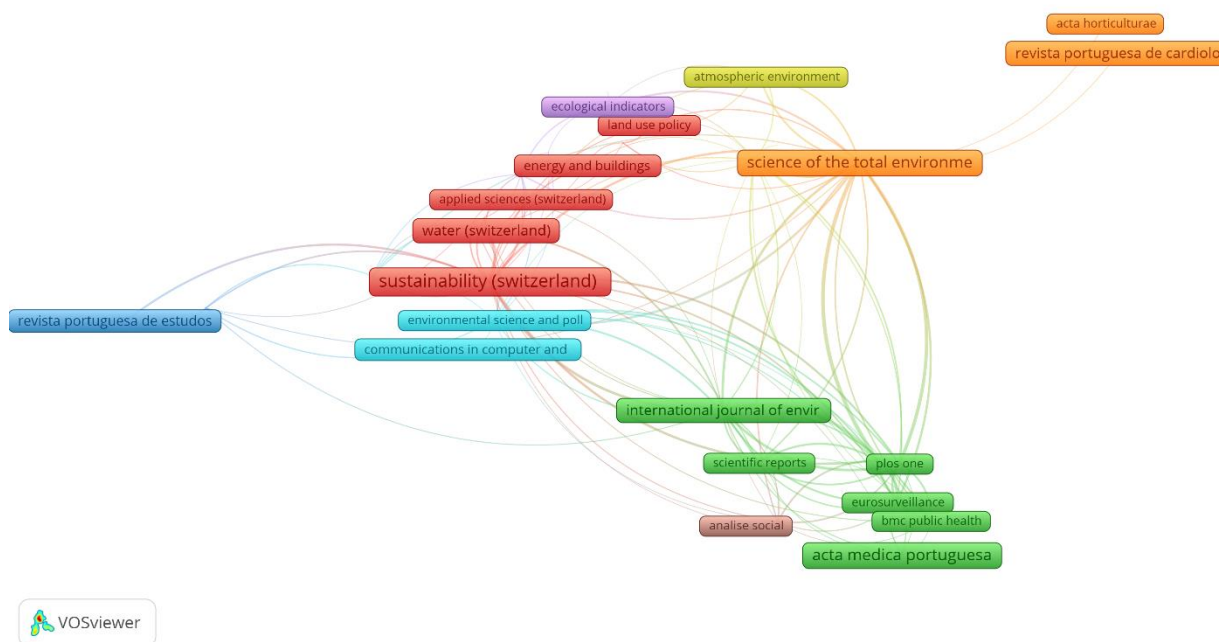 acta horticulturae
revista portuguesa de cardiolo
atmospheric environment
ecological indicators
land use policy
energy and buildings
science of the total environme
applied sciences (switzerland)
water (switzerland)
sustainability (switzerland)
revista portuguesa de estudos
environmental science and poll
communications in computer and
international journal of envir
scientific reports
plos one
eurosurveillance
bmc public health
analise social
acta medica portuguesa
VOSviewer